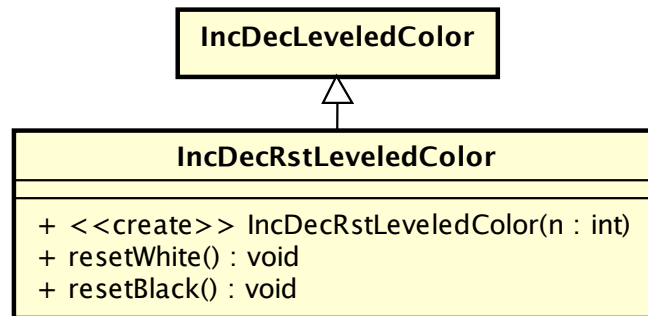 IncDecLeveledColor
IncDecRstLeveledColor
+ <<create>> IncDecRstLeveledColor(n : int)
+ resetWhite() : void
+ resetBlack() : void